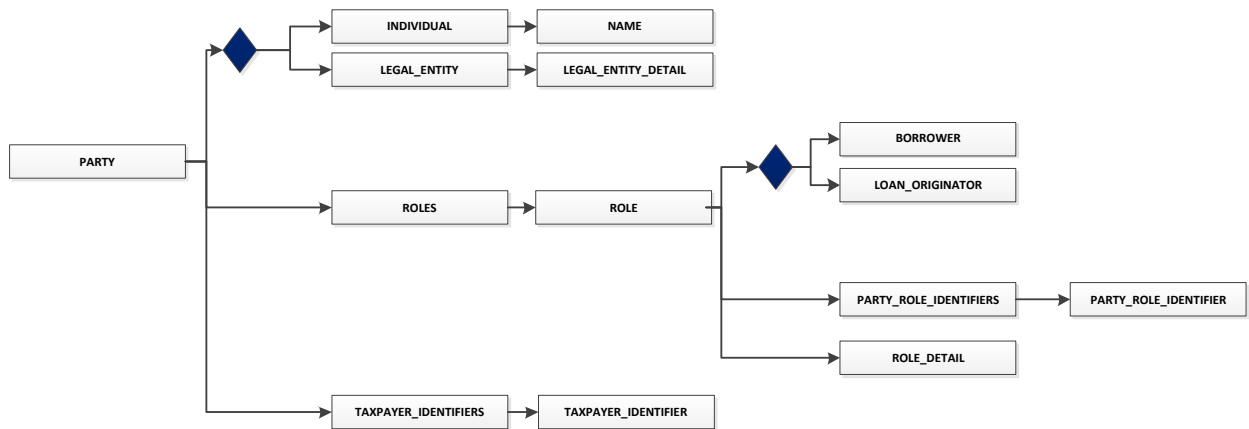 INDIVIDUAL
NAME
LEGAL_ENTITY
LEGAL_ENTITY_DETAIL
PARTY
BORROWER
LOAN_ORIGINATOR
ROLES
ROLE
PARTY_ROLE_IDENTIFIERS
PARTY_ROLE_IDENTIFIER
ROLE_DETAIL
TAXPAYER_IDENTIFIERS
TAXPAYER_IDENTIFIER